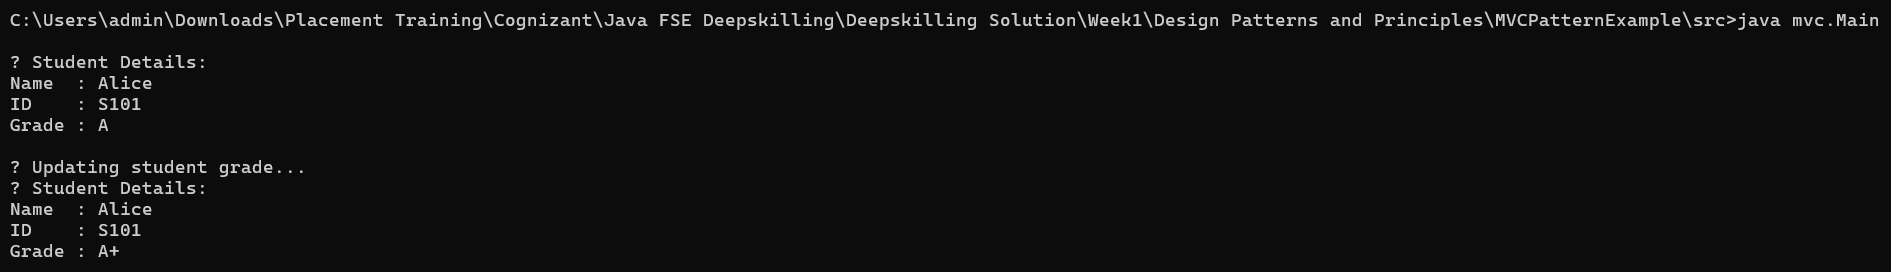 C:\Users\admin\Downloads\Placement Training\Cognizant\Java FSE Deepskilling\Deepskilling Solution\Week1\Design Patterns and Principles\MVCPatternExample\src>java mvc.Main
? Student Details:
Name  : Alice
ID    : S101
Grade : A
? Updating student grade...
? Student Details:
Name  : Alice
ID    : S101
Grade : A+